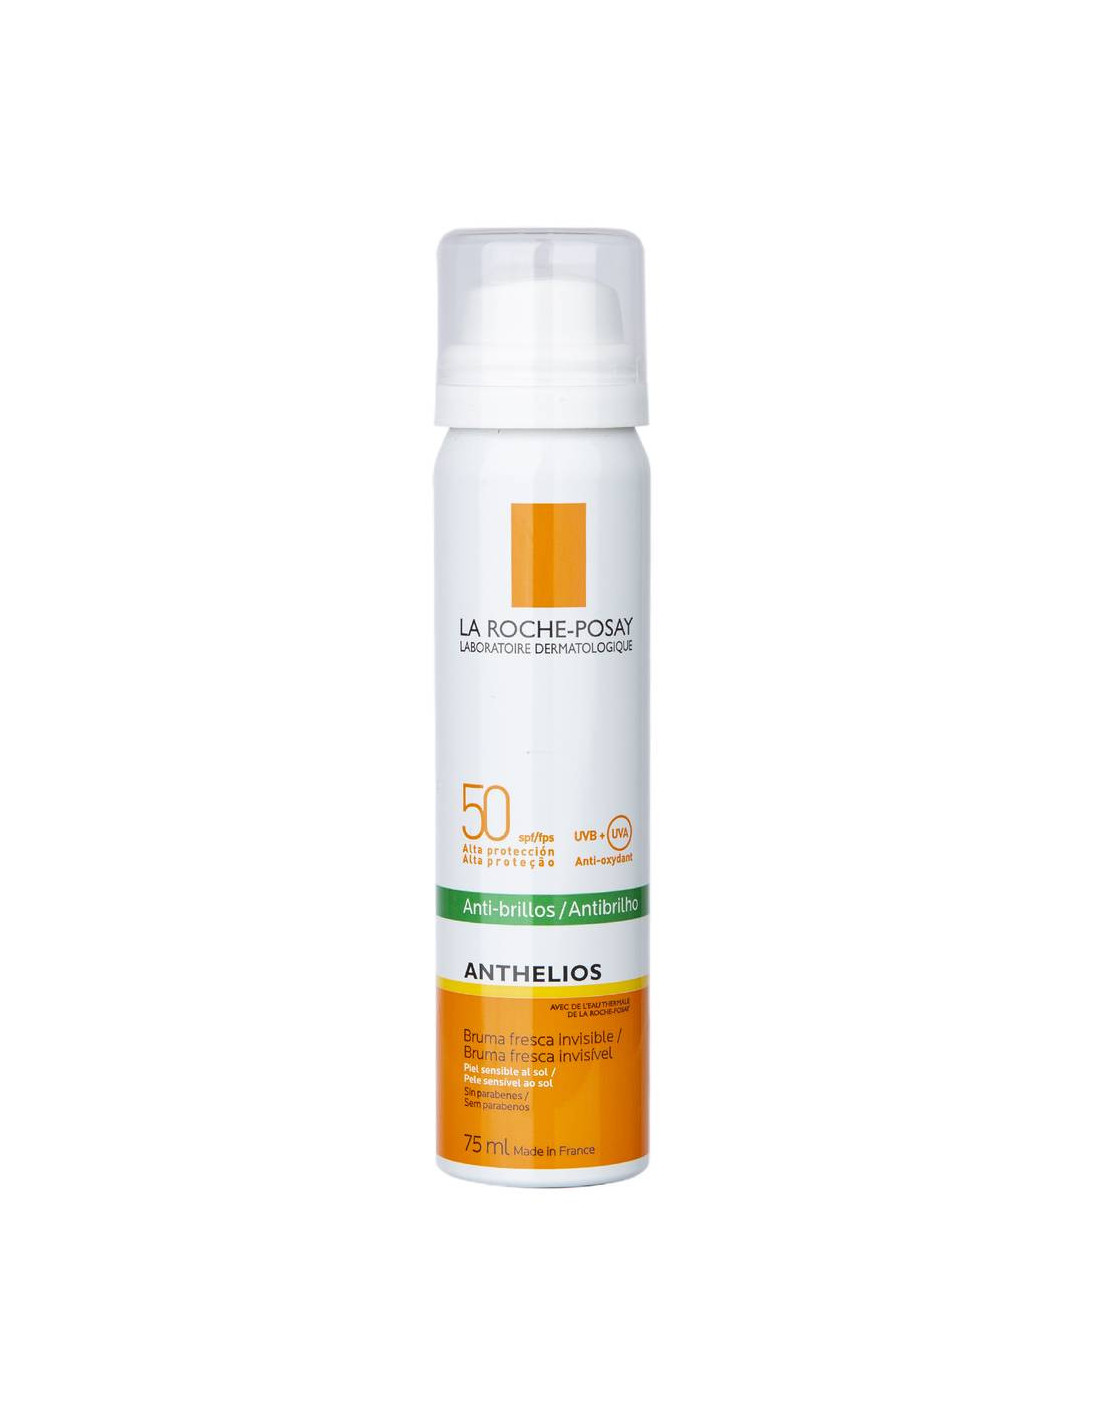 LA ROCHE-POSAY
LABORATOIRE DERMATOLOGIQUE
50 spf/fps
Alta protección
Alta proteção
UVB + UVA
Anti-oxydant
Anti-brillos / Antibrilho
ANTHELIOS
AVEC DE L'EAU THERMALE
DE LA ROCHE-POSAY
Bruma fresca invisible /
Bruma fresca invisível
Piel sensible al sol /
Pele sensível ao sol
Sin parabenes /
Sem parabenos
75 ml Made in France